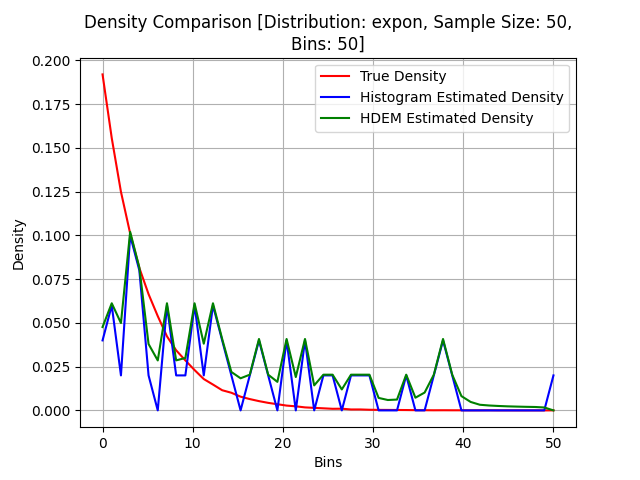 Density Comparison [Distribution: expon, Sample Size: 50,
Bins: 50]
True Density
Histogram Estimated Density
HDEM Estimated Density
Density
0.200
0.175
0.150
0.125
0.100
0.075
0.050
0.025
0.000
0 10 20 30 40 50
Bins